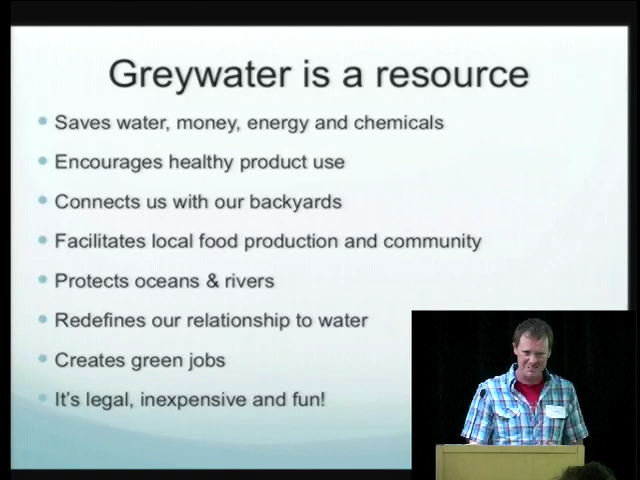 Greywater is a resource
Saves water, money, energy and chemicals
Encourages healthy product use
Connects us with our backyards
Facilitates local food production and community
Protects oceans & rivers
Redefines our relationship to water
Creates green jobs
It's legal, inexpensive and fun!